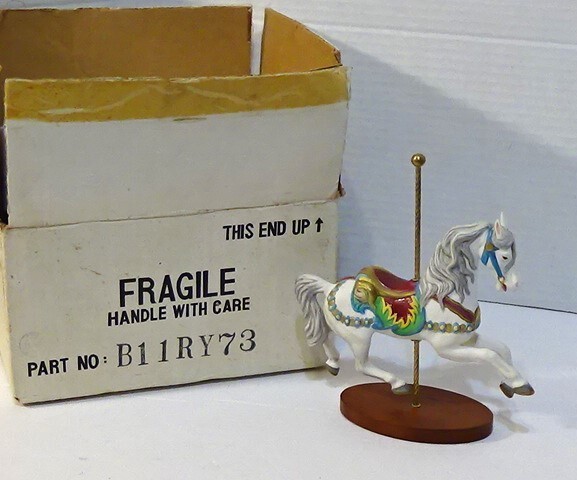 THIS END UP ↑
FRAGILE
HANDLE WITH CARE
PART NO: B11RY73